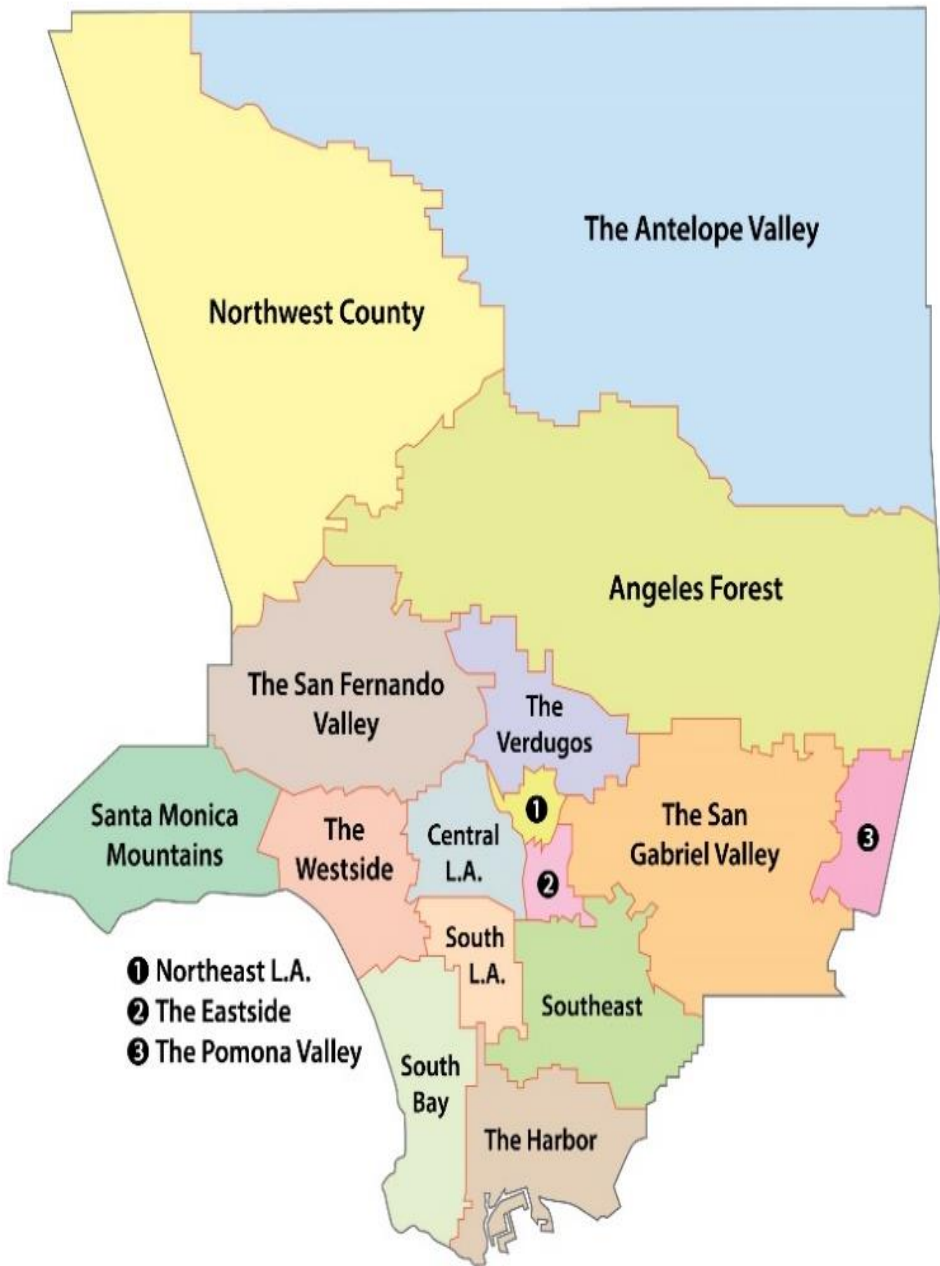 The Antelope Valley
Northwest County
Angeles Forest
The San Fernando
Valley
The
Verdugos
Santa Monica
Mountains
The
Westside
Central
L.A.
1
The San
Gabriel Valley
3
2
South
L.A.
Southeast
1 Northeast L.A.
2 The Eastside
3 The Pomona Valley
South
Bay
The Harbor